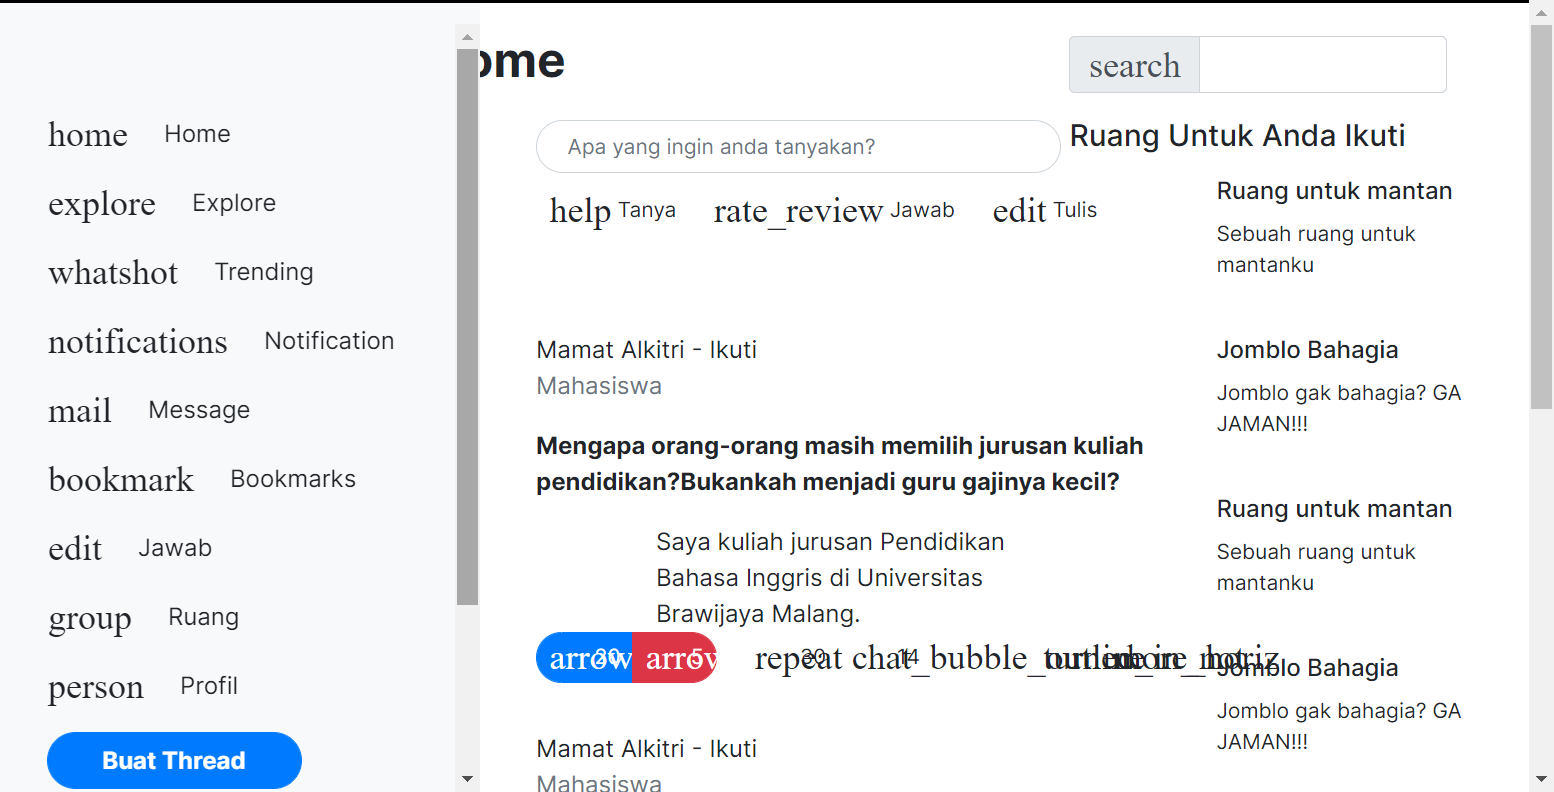 home Home
explore Explore
whatshot Trending
notifications Notification
mail Message
bookmark Bookmarks
edit Jawab
group Ruang
person Profil
Buat Thread
ome
Apa yang ingin anda tanyakan?
help Tanya rate_review Jawab edit Tulis
Mamat Alkitri - Ikuti
Mahasiswa
Mengapa orang-orang masih memilih jurusan kuliah
pendidikan?Bukankah menjadi guru gajinya kecil?
Saya kuliah jurusan Pendidikan
Bahasa Inggris di Universitas
Brawijaya Malang.
arrow 20 arrov 5 repeat 30 chat_bubble_ 14
Mamat Alkitri - Ikuti
Mahasiswa
search
Ruang Untuk Anda Ikuti
Ruang untuk mantan
Sebuah ruang untuk
mantanku
Jomblo Bahagia
Jomblo gak bahagia? GA
JAMAN!!!
Ruang untuk mantan
Sebuah ruang untuk
mantanku
Jomblo Bahagia
Jomblo gak bahagia? GA
JAMAN!!!